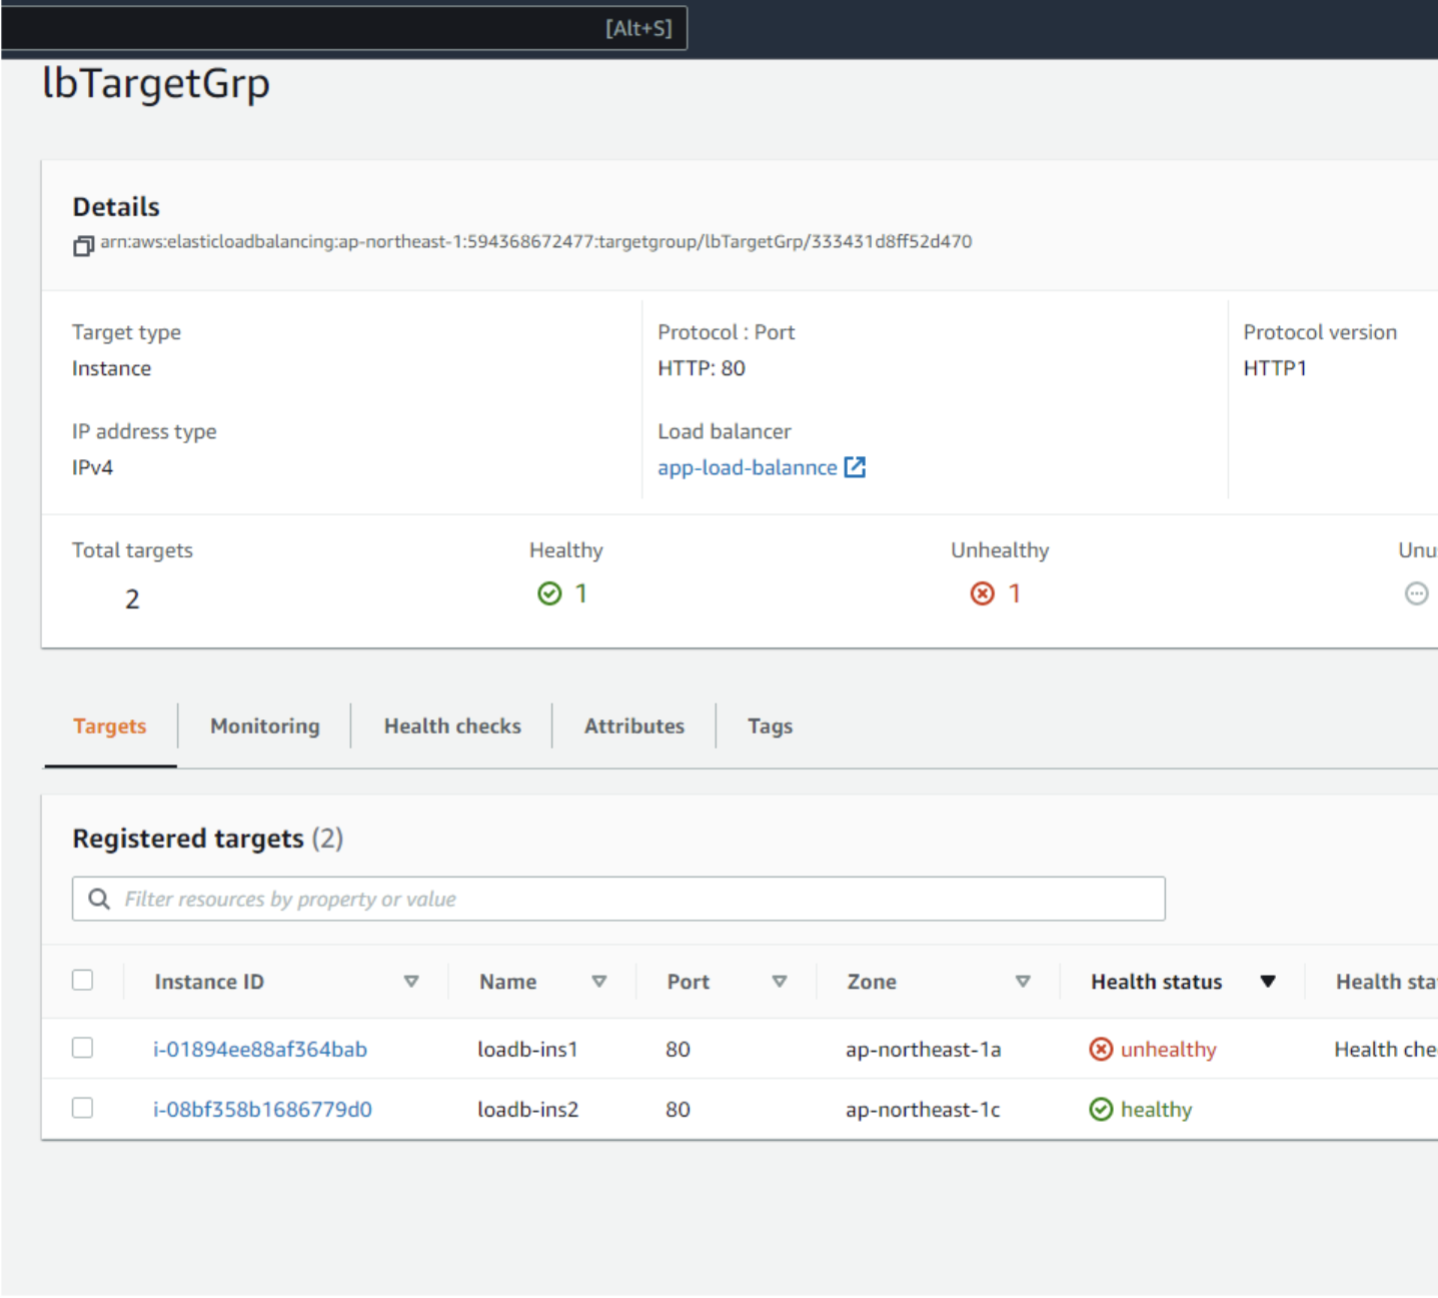 [Alt+S]
lbTargetGrp
Details
arn:aws:elasticloadbalancing:ap-northeast-1:594368672477:targetgroup/lbTargetGrp/333431d8ff52d470
Target type
Protocol : Port
Protocol version
Instance
HTTP: 80
HTTP1
IP address type
Load balancer
IPv4
app-load-balannce
Total targets
Healthy
Unhealthy
Unu
2
1
1
Targets
Monitoring
Health checks
Attributes
Tags
Registered targets (2)
Filter resources by property or value
Instance ID
Name
Port
Zone
Health status
Health sta
i-01894ee88af364bab
loadb-ins1
80
ap-northeast-1a
unhealthy
Health che
i-08bf358b1686779d0
loadb-ins2
80
ap-northeast-1c
healthy